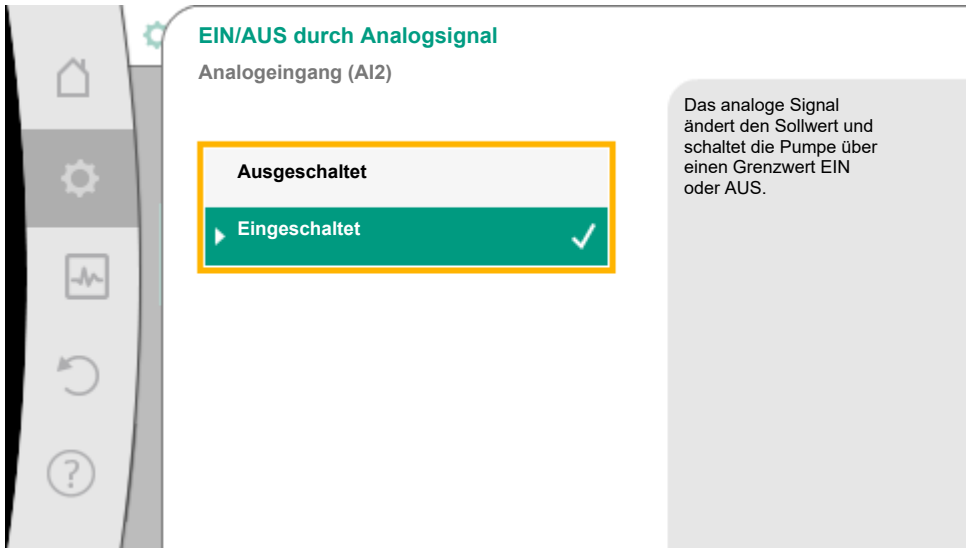 EIN/AUS durch Analogsignal
Analogeingang (AI2)
Ausgeschaltet
Eingeschaltet
Das analoge Signal
ändert den Sollwert und
schaltet die Pumpe über
einen Grenzwert EIN
oder AUS.
?